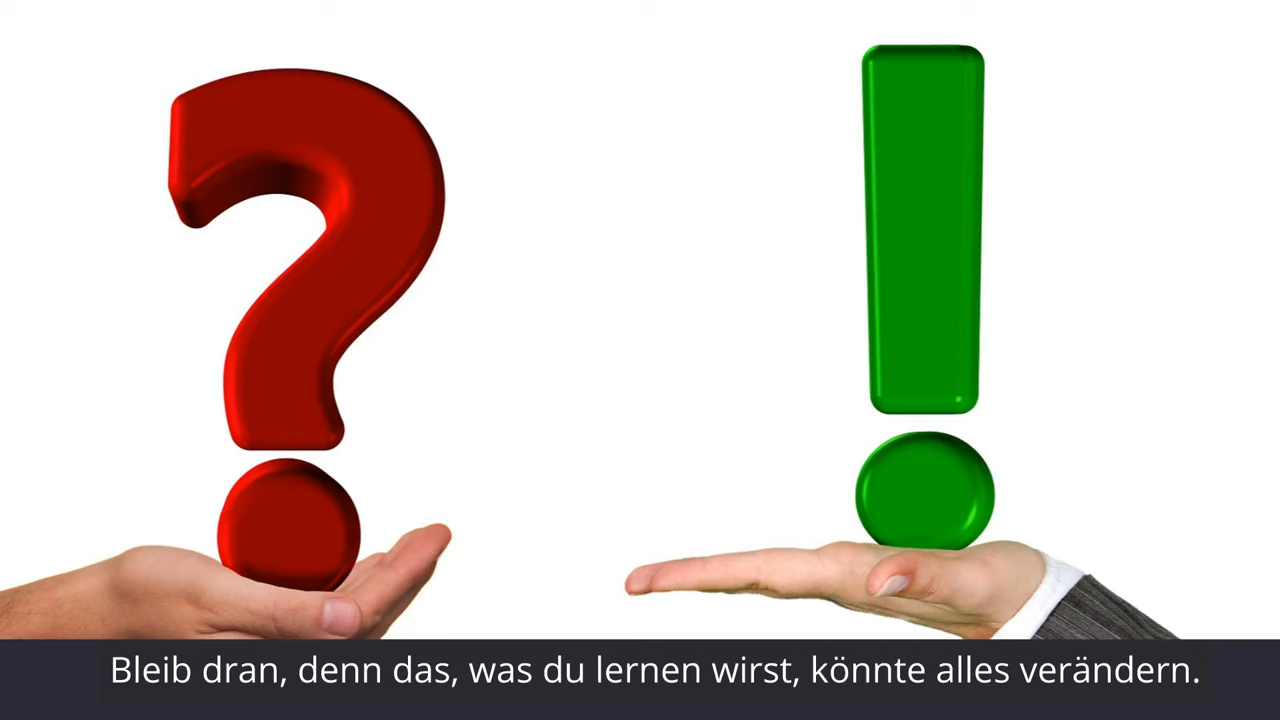 Bleib dran, denn das, was du lernen wirst, könnte alles verändern.